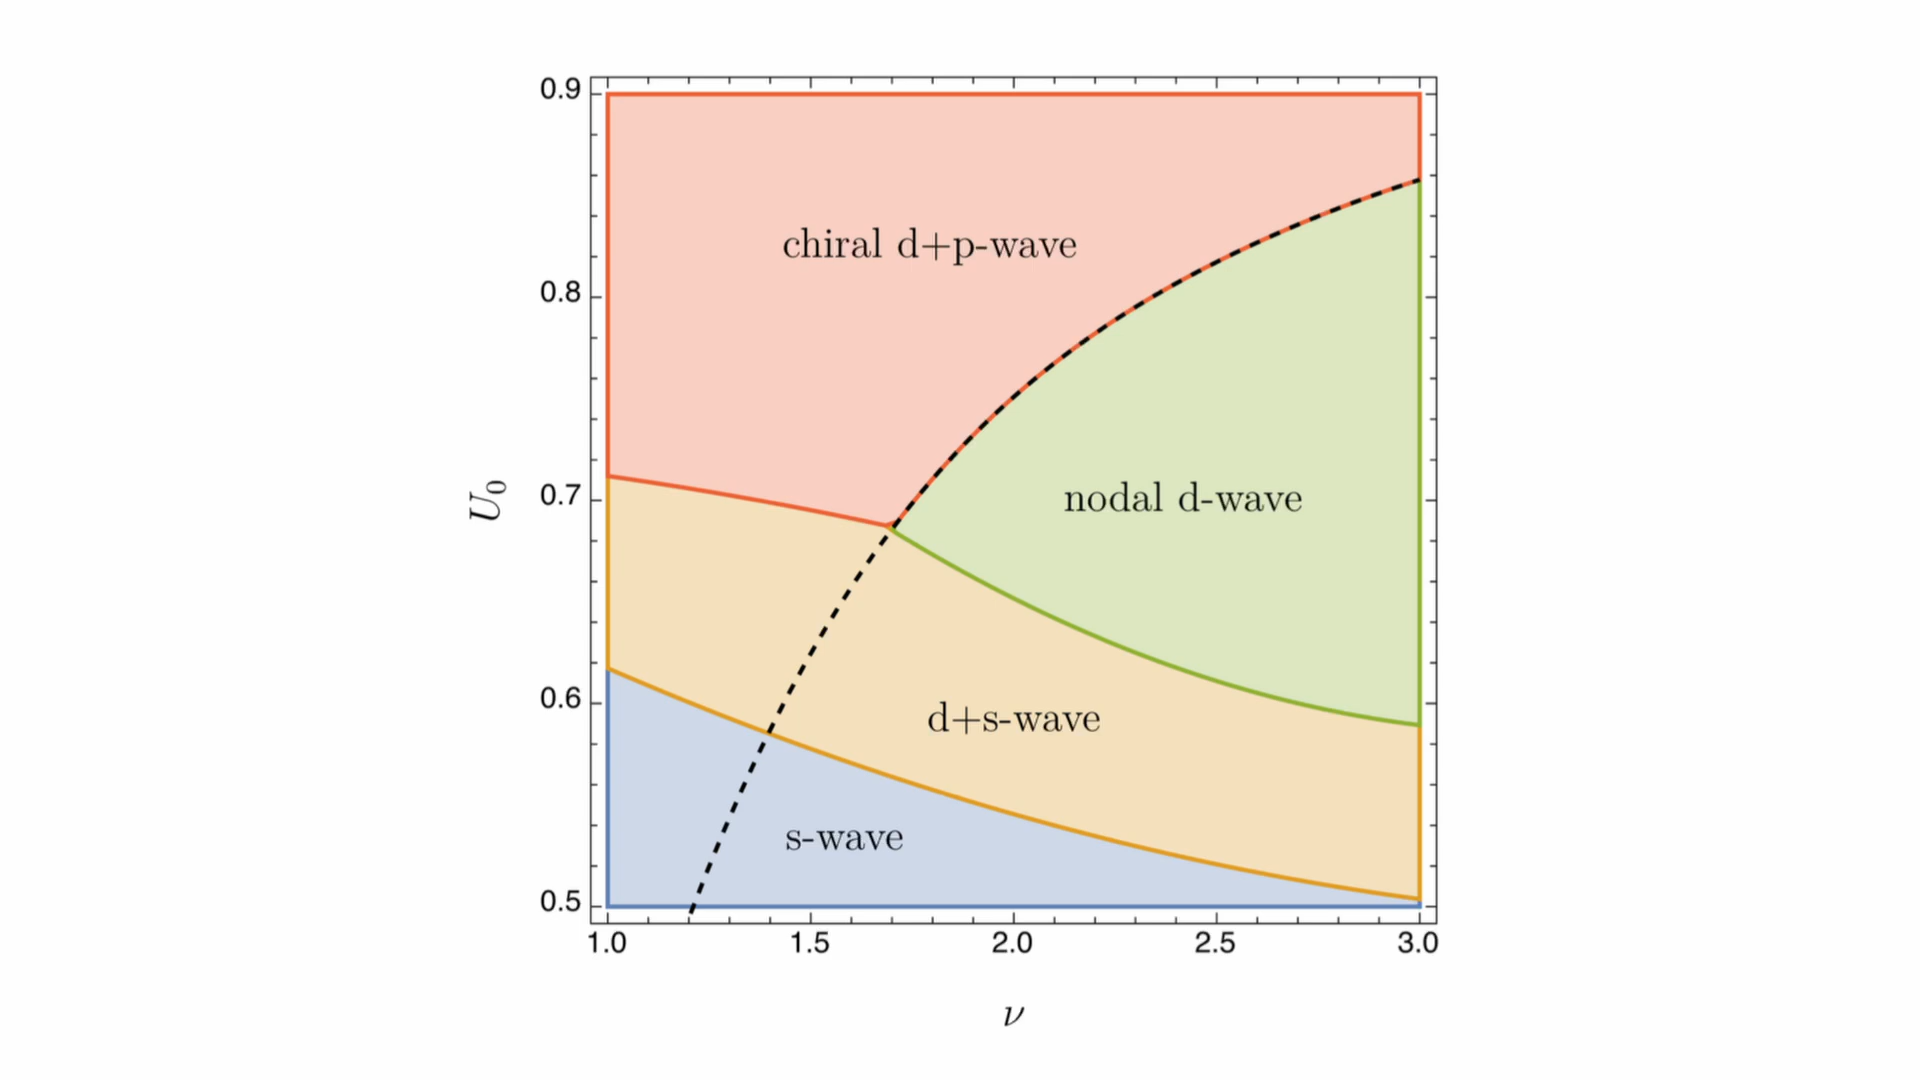 0.9
chiral d+p-wave
0.8
U₀
0.7
nodal d-wave
0.6
d+s-wave
s-wave
0.5
1.0 1.5 2.0 2.5 3.0
ν